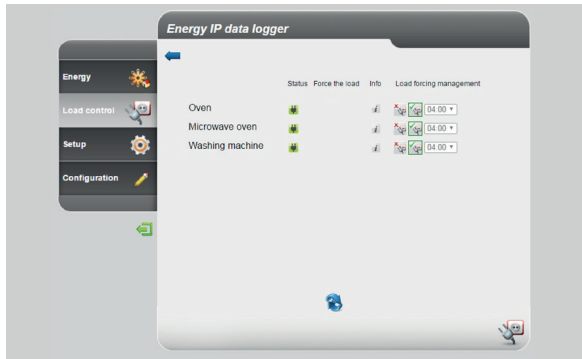 Energy IP data logger
Energy
Load control
Setup
Configuration
Status Force the load Info Load forcing management
Oven 04:00
Microwave oven 04:00
Washing machine 04:00